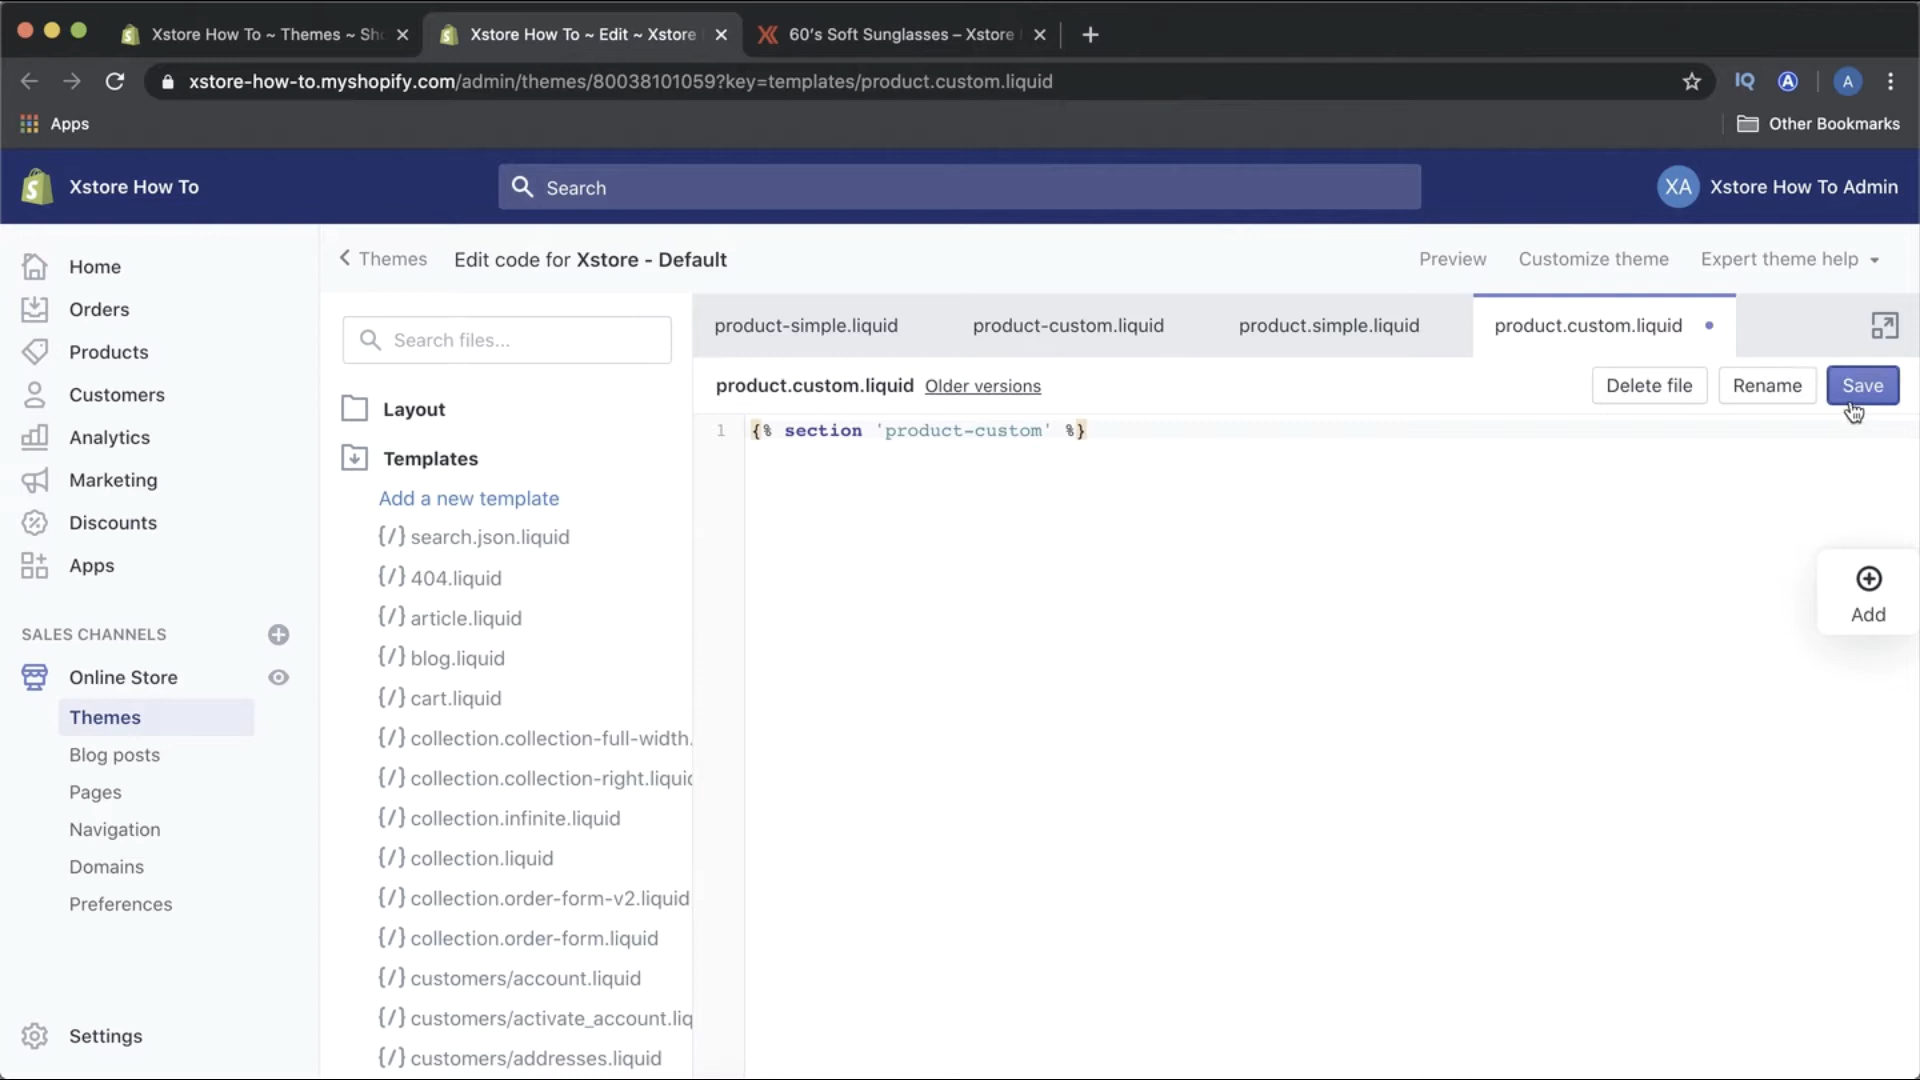 Xstore How To ~ Themes ~ Sh
Xstore How To ~ Edit ~ Xstore
60's Soft Sunglasses – Xstore
xstore-how-to.myshopify.com/admin/themes/80038101059?key=templates/product.custom.liquid
IQ
A
A
Apps
Other Bookmarks
Xstore How To
Search
XA
Xstore How To Admin
Home
Orders
Products
Customers
Analytics
Marketing
Discounts
Apps
SALES CHANNELS
Online Store
Themes
Blog posts
Pages
Navigation
Domains
Preferences
Settings
Themes
Edit code for Xstore - Default
Preview
Customize theme
Expert theme help
Search files...
Layout
Templates
Add a new template
{/} search.json.liquid
{/} 404.liquid
{/} article.liquid
{/} blog.liquid
{/} cart.liquid
{/} collection.collection-full-width.
{/} collection.collection-right.liquid
{/} collection.infinite.liquid
{/} collection.liquid
{/} collection.order-form-v2.liquid
{/} collection.order-form.liquid
{/} customers/account.liquid
{/} customers/activate_account.liq
{/} customers/addresses.liquid
product-simple.liquid
product-custom.liquid
product.simple.liquid
product.custom.liquid
product.custom.liquid Older versions
Delete file
Rename
Save
1 {% section 'product-custom' %}
Add